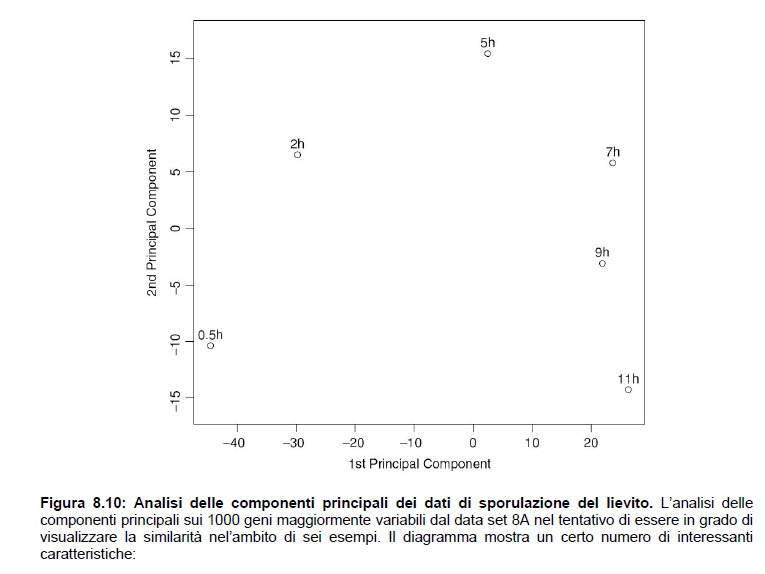 5h
15
10
2h
7h
5
2nd Principal Component
0
9h
−5
0.5h
−10
11h
−15
−40 −30 −20 −10 0 10 20
1st Principal Component
Figura 8.10: Analisi delle componenti principali dei dati di sporulazione del lievito. L’analisi delle
componenti principali sui 1000 geni maggiormente variabili dal data set 8A nel tentativo di essere in grado di
visualizzare la similarità nel’ambito di sei esempi. Il diagramma mostra un certo numero di interessanti
caratteristiche: